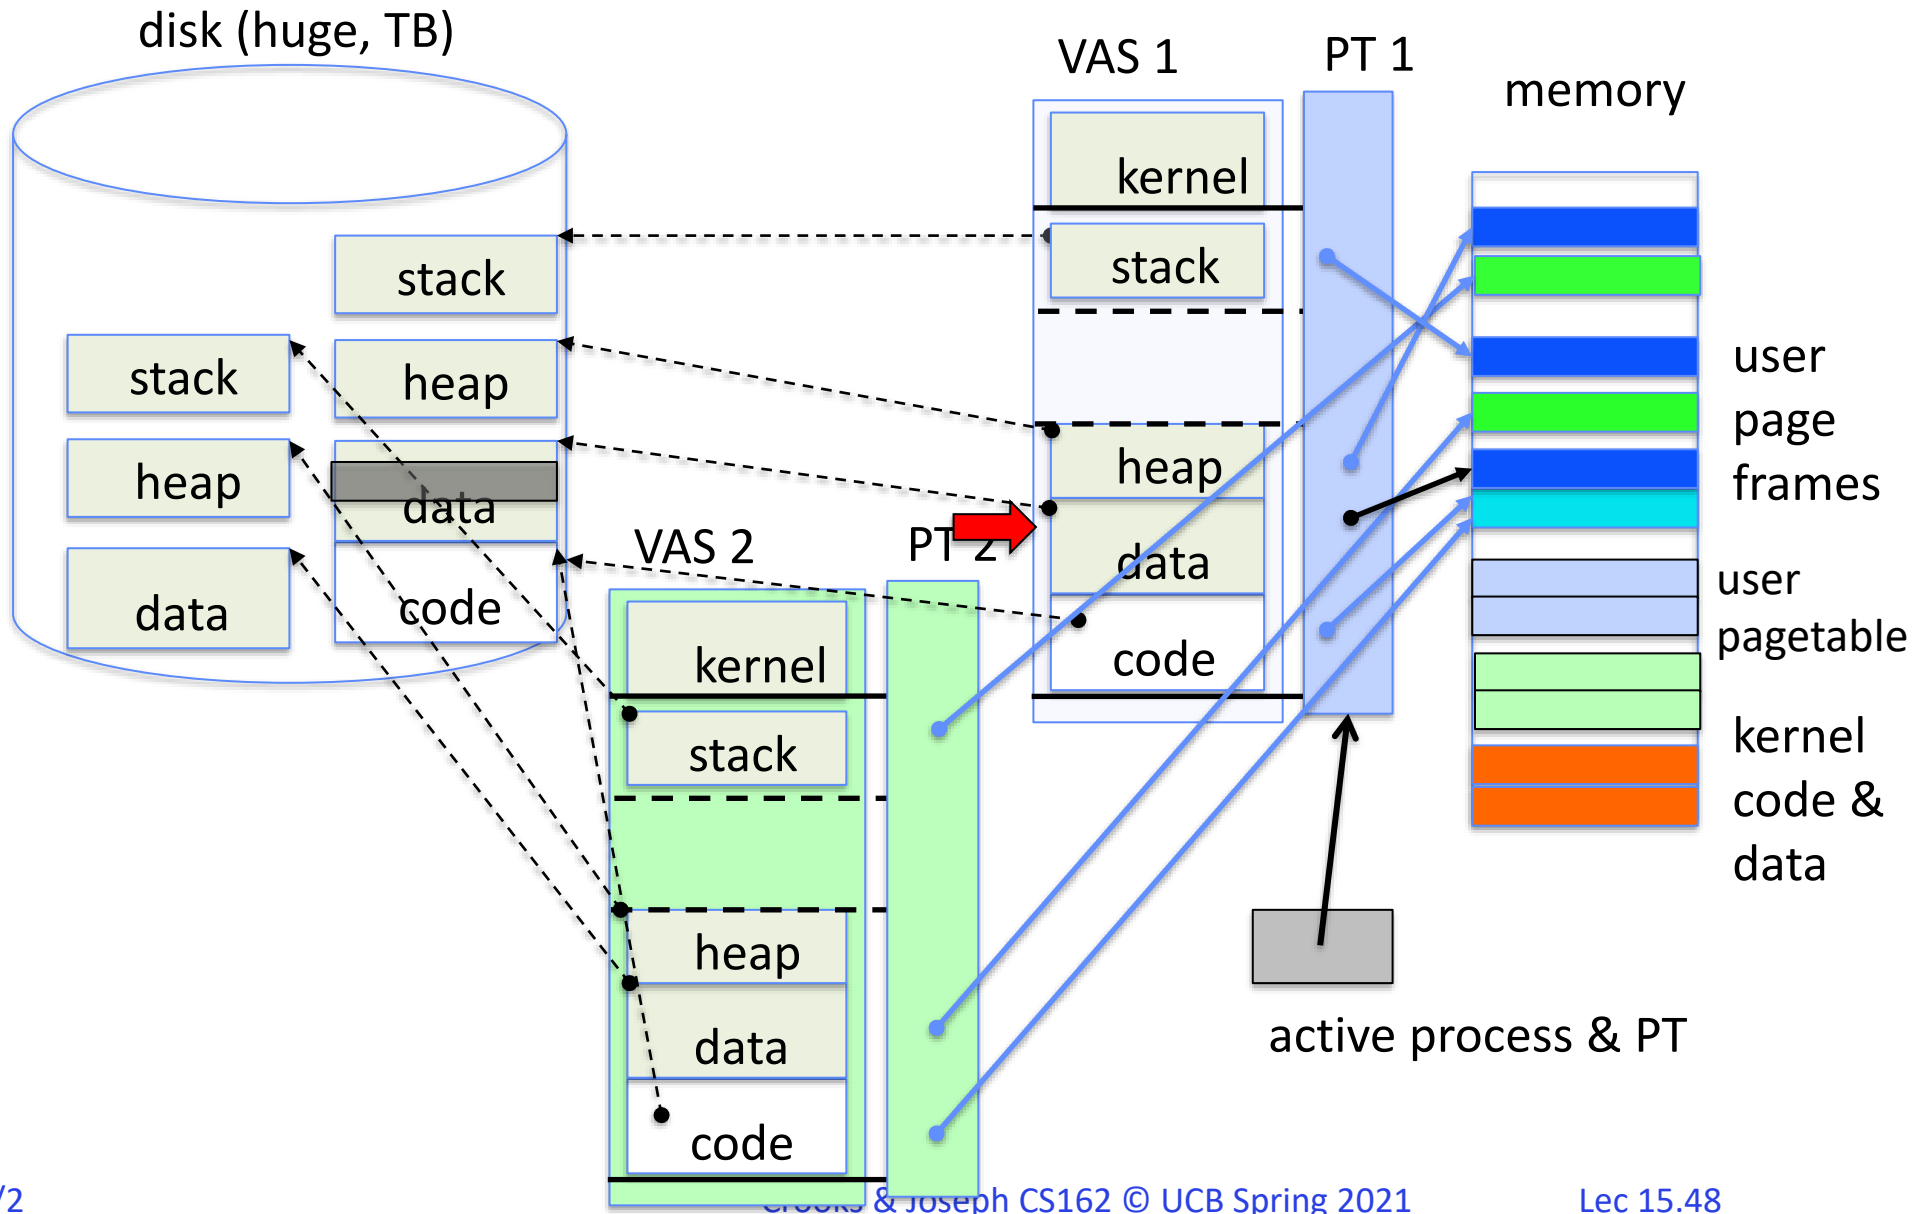 disk (huge, TB)
VAS 1
PT 1
memory
kernel
stack
stack
stack
heap
user
page
frames
heap
heap
data
VAS 2
PT 2
data
user
pagetable
data
code
code
kernel
kernel
code &
data
stack
heap
data
code
active process & PT
/2
Crooks & Joseph CS162 © UCB Spring 2021
Lec 15.48